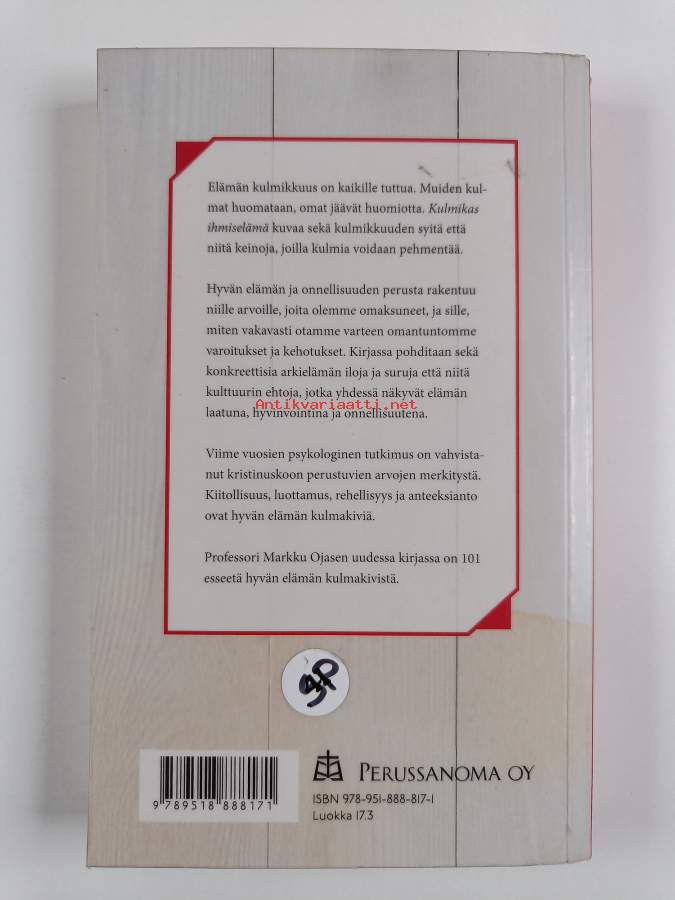 Elämän kulmikkuus on kaikille tuttua. Muiden kul-
mat huomataan, omat jäävät huomiotta. Kulmikas
ihmiselämä kuvaa sekä kulmikkuuden syitä että
niitä keinoja, joilla kulmia voidaan pehmentää.
Hyvän elämän ja onnellisuuden perusta rakentuu
niille arvoille, joita olemme omaksuneet, ja sille,
miten vakavasti otamme varteen omantuntomme
varoitukset ja kehotukset. Kirjassa pohditaan sekä
konkreettisia arkielämän iloja ja suruja että niitä
kulttuurin ehtoja, jotka yhdessä näkyvät elämän
Antikvariaatti.net
laatuna, hyvinvointina ja onnellisuutena.
Viime vuosien psykologinen tutkimus on vahvista-
nut kristinuskoon perustuvien arvojen merkitystä.
Kiitollisuus, luottamus, rehellisyys ja anteeksianto
ovat hyvän elämän kulmakiviä.
Professori Markku Ojasen uudessa kirjassa on 101
esseetä hyvän elämän kulmakivistä.
PERUSSANOMA OY
ISBN 978-951-888-817-1
Luokka 17.3
9 789518 888171